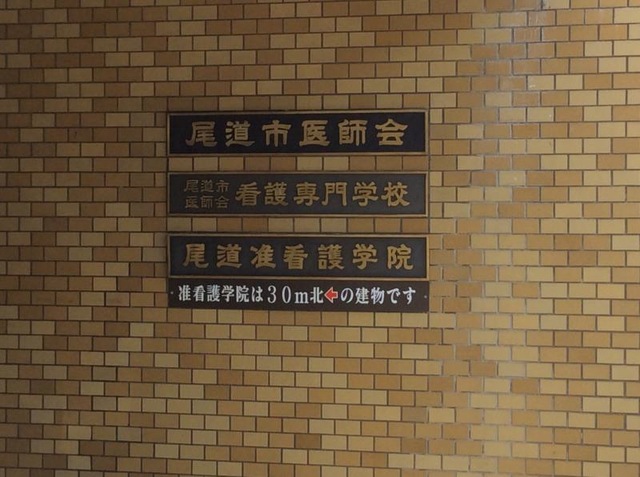 尾道市医師会
尾道市
医師会
看護専門学校
尾道准看護学院
准看護学院は30m北←の建物です